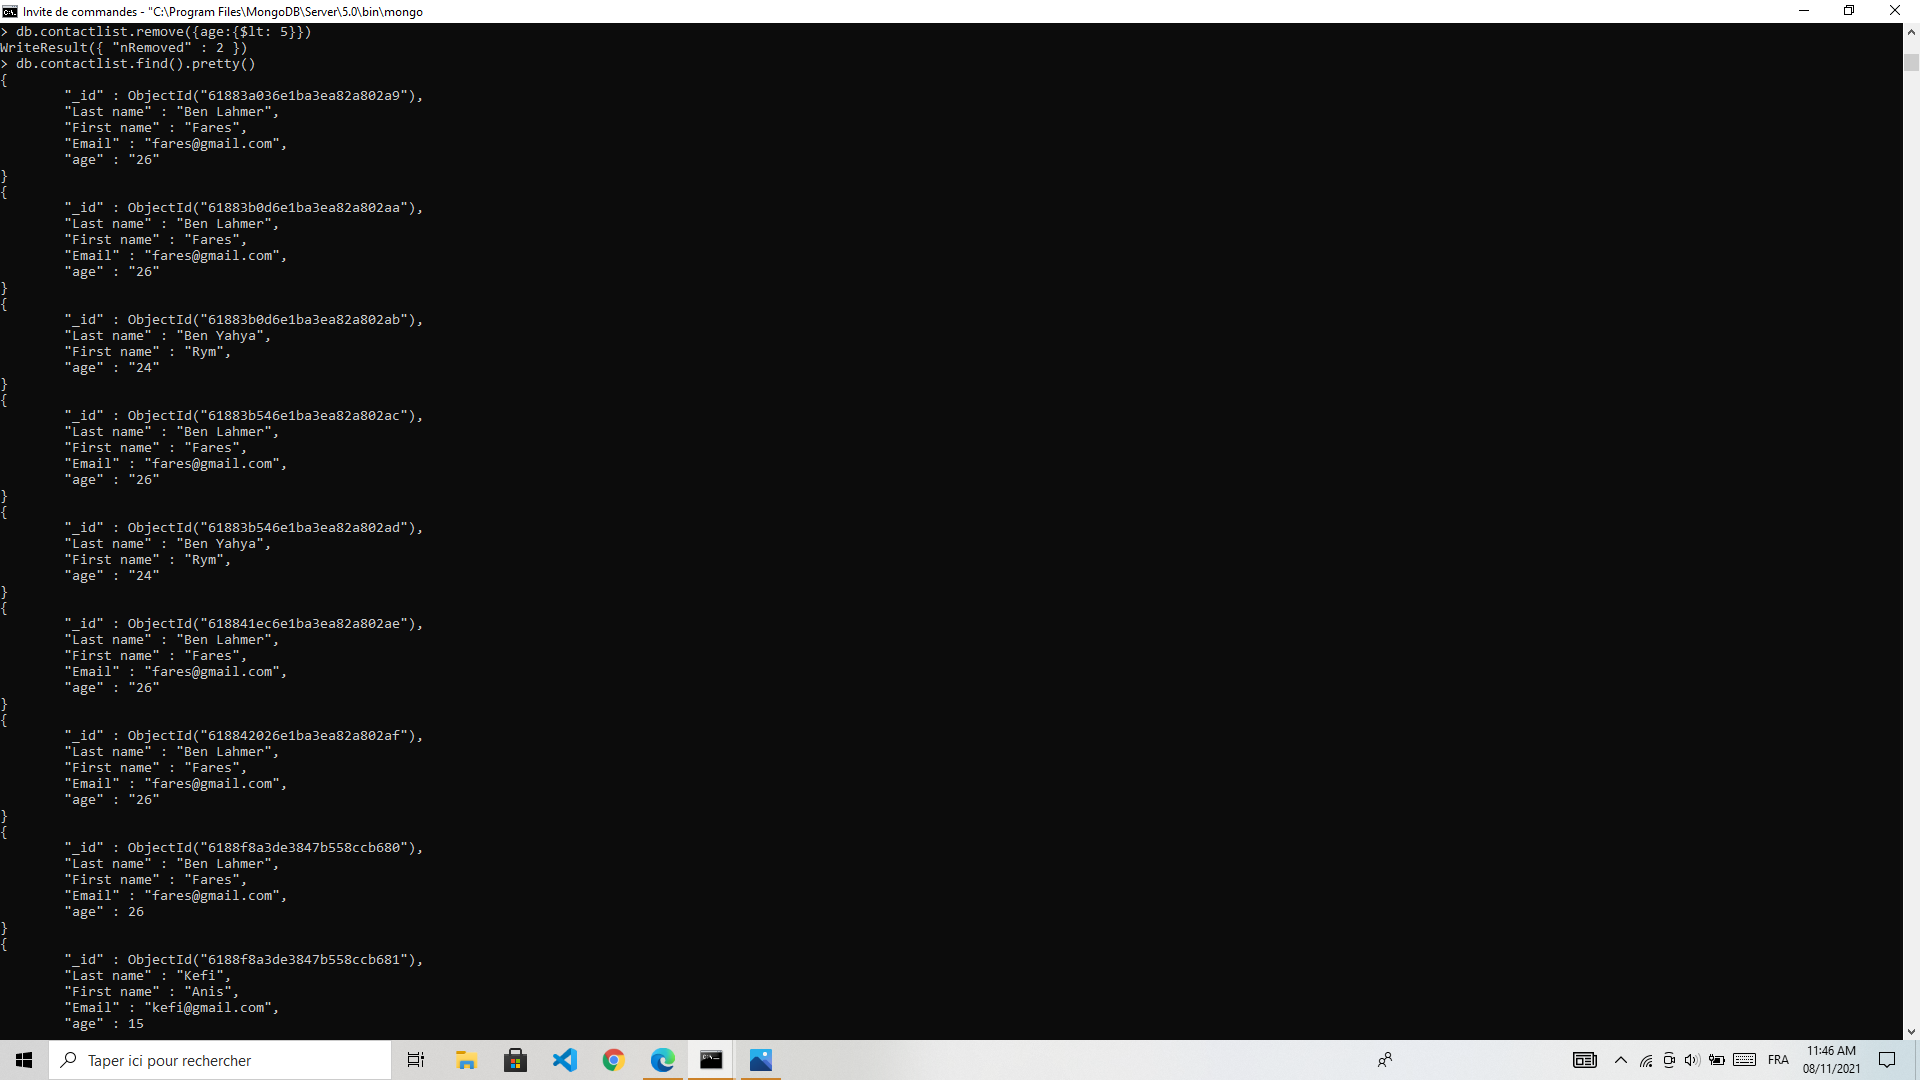 Invite de commandes - "C:\Program Files\MongoDB\Server\5.0\bin\mongo
> db.contactlist.remove({age:{$lt: 5}})
WriteResult({ "nRemoved" : 2 })
> db.contactlist.find().pretty()
{
"_id" : ObjectId("61883a036e1ba3ea82a802a9"),
"Last name" : "Ben Lahmer",
"First name" : "Fares",
"Email" : "fares@gmail.com",
"age" : "26"
}
{
"_id" : ObjectId("61883b0d6e1ba3ea82a802aa"),
"Last name" : "Ben Lahmer",
"First name" : "Fares",
"Email" : "fares@gmail.com",
"age" : "26"
}
{
"_id" : ObjectId("61883b0d6e1ba3ea82a802ab"),
"Last name" : "Ben Yahya",
"First name" : "Rym",
"age" : "24"
}
{
"_id" : ObjectId("61883b546e1ba3ea82a802ac"),
"Last name" : "Ben Lahmer",
"First name" : "Fares",
"Email" : "fares@gmail.com",
"age" : "26"
}
{
"_id" : ObjectId("61883b546e1ba3ea82a802ad"),
"Last name" : "Ben Yahya",
"First name" : "Rym",
"age" : "24"
}
{
"_id" : ObjectId("618841ec6e1ba3ea82a802ae"),
"Last name" : "Ben Lahmer",
"First name" : "Fares",
"Email" : "fares@gmail.com",
"age" : "26"
}
{
"_id" : ObjectId("618842026e1ba3ea82a802af"),
"Last name" : "Ben Lahmer",
"First name" : "Fares",
"Email" : "fares@gmail.com",
"age" : "26"
}
{
"_id" : ObjectId("6188f8a3de3847b558ccb680"),
"Last name" : "Ben Lahmer",
"First name" : "Fares",
"Email" : "fares@gmail.com",
"age" : 26
}
{
"_id" : ObjectId("6188f8a3de3847b558ccb681"),
"Last name" : "Kefi",
"First name" : "Anis",
"Email" : "kefi@gmail.com",
"age" : 15
Taper ici pour rechercher
FRA
11:46 AM
08/11/2021